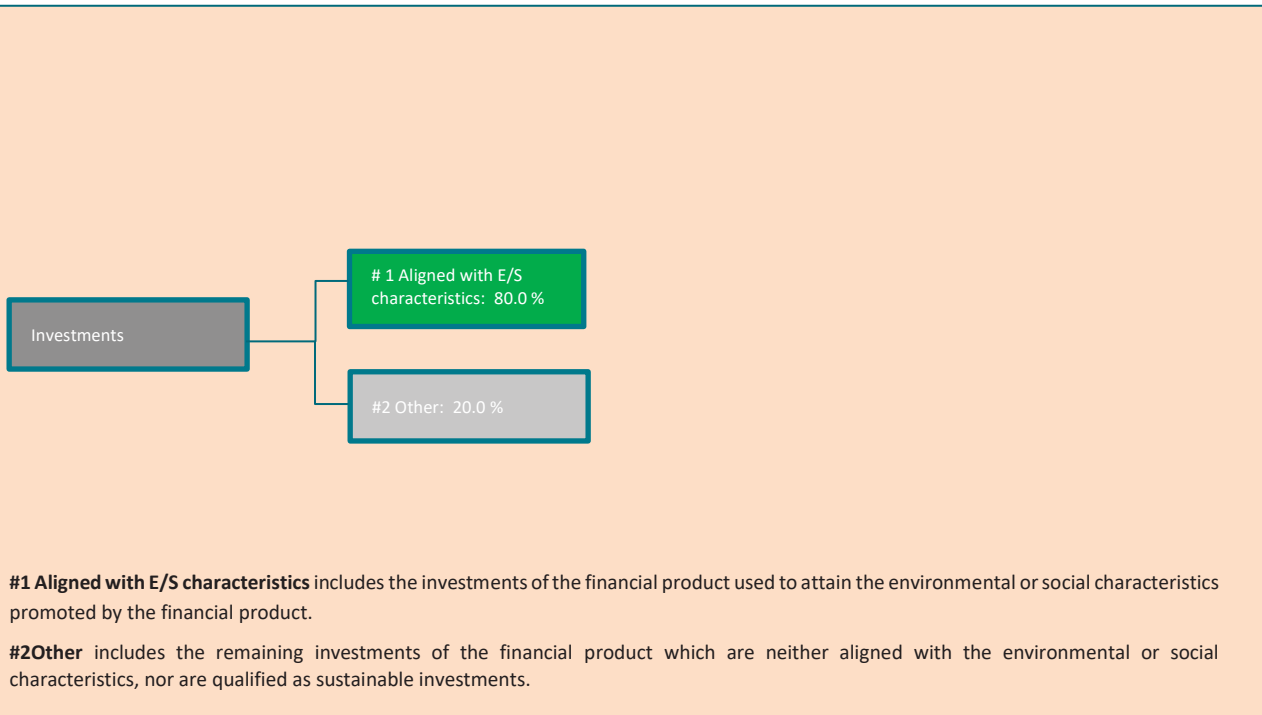 # 1 Aligned with E/S
characteristics: 80.0 %
Investments
#2 Other: 20.0 %
#1 Aligned with E/S characteristics includes the investments of the financial product used to attain the environmental or social characteristics
promoted by the financial product.
#2Other includes the remaining investments of the financial product which are neither aligned with the environmental or social
characteristics, nor are qualified as sustainable investments.